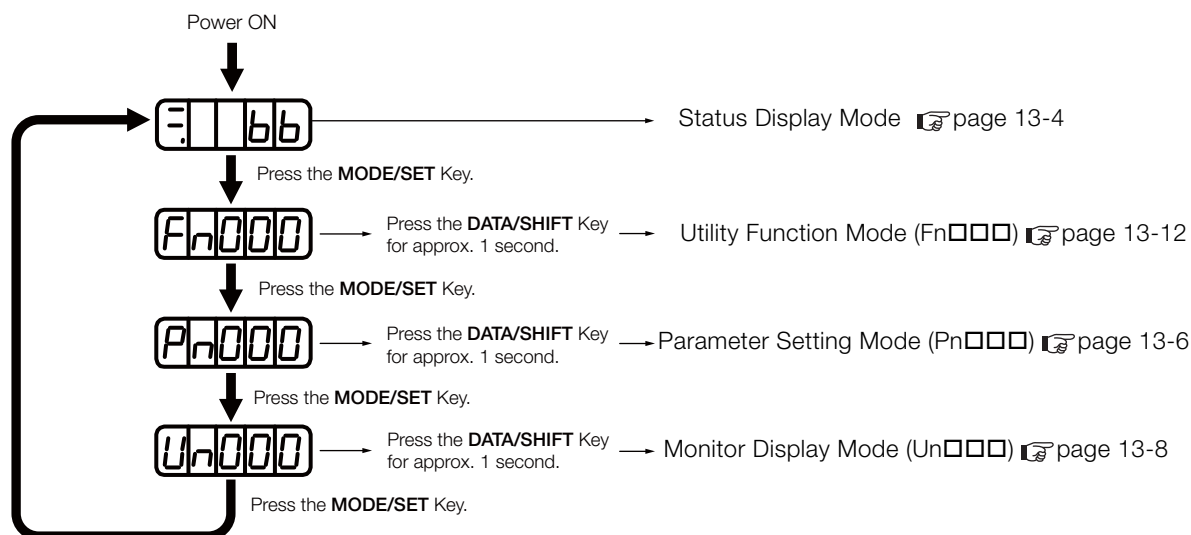 Power ON
bb
Status Display Mode page 13-4
Press the MODE/SET Key.
Fn000
Press the DATA/SHIFT Key
for approx. 1 second.
Utility Function Mode (Fn□□□) page 13-12
Press the MODE/SET Key.
Pn000
Press the DATA/SHIFT Key
for approx. 1 second.
Parameter Setting Mode (Pn□□□) page 13-6
Press the MODE/SET Key.
Un000
Press the DATA/SHIFT Key
for approx. 1 second.
Monitor Display Mode (Un□□□) page 13-8
Press the MODE/SET Key.